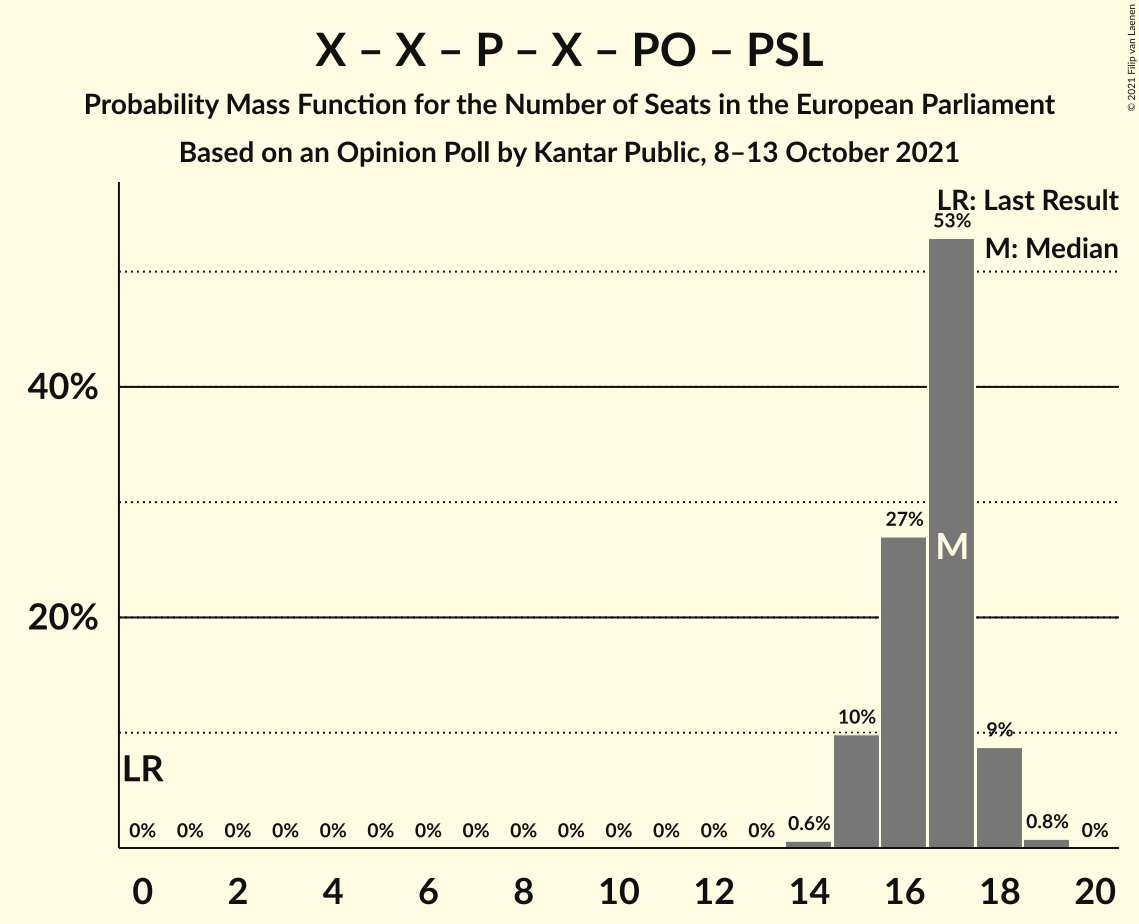 X – X – P – X – PO – PSL
Probability Mass Function for the Number of Seats in the European Parliament
Based on an Opinion Poll by Kantar Public, 8–13 October 2021
© 2021 Filip van Laenen
LR: Last Result
M: Median
53%
40%
27%
M
20%
10%
9%
LR
0% 0% 0% 0% 0% 0% 0% 0% 0% 0% 0% 0% 0% 0% 0.6% 0.8% 0%
0 2 4 6 8 10 12 14 16 18 20